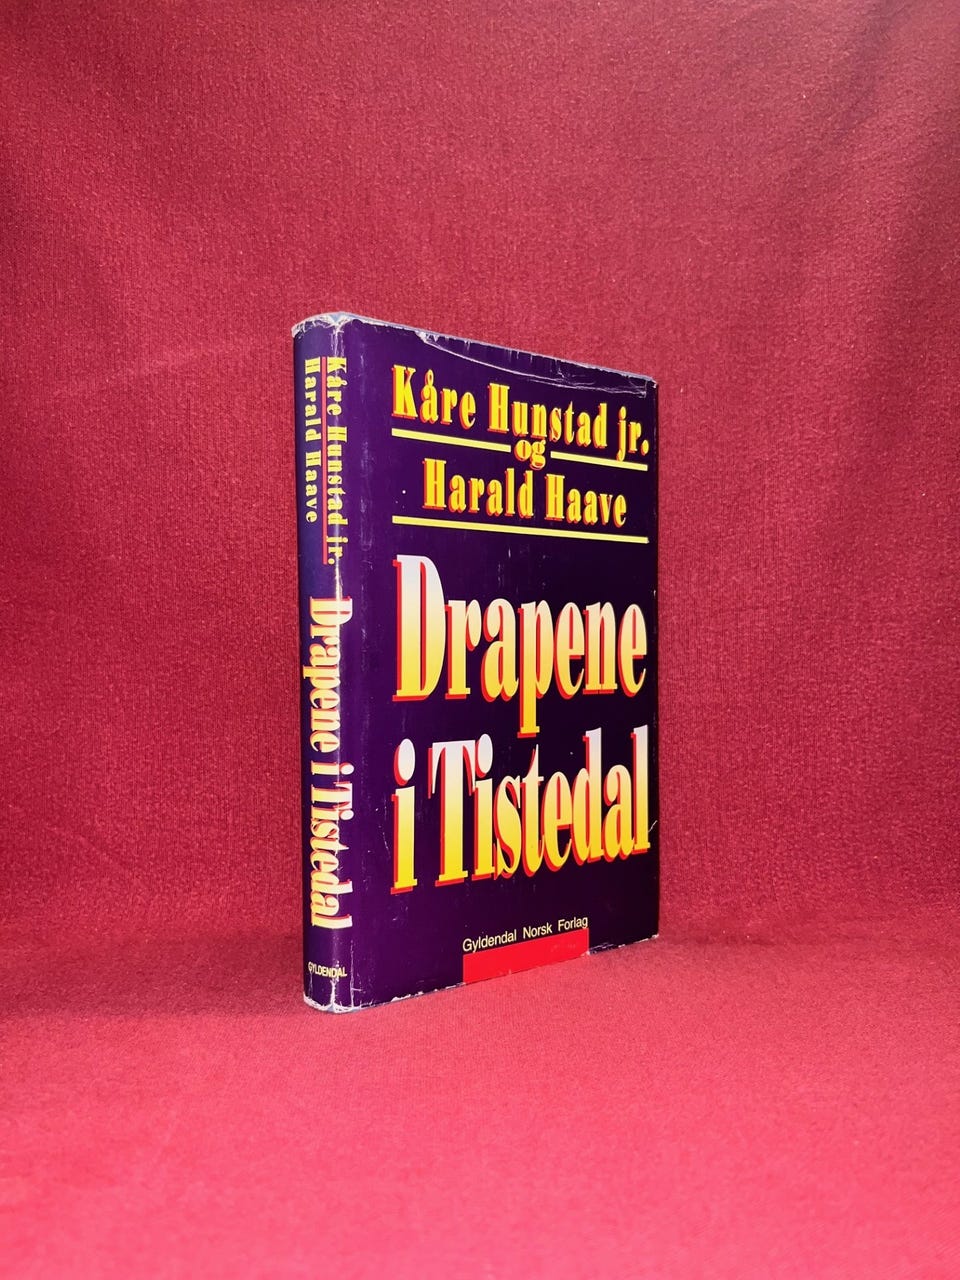 Kåre Hunstad jr.
Harald Haave
Drapene i Tistedal
GYLDENDAL
Kåre Hunstad jr.
og
Harald Haave
Drapene
i Tistedal
Gyldendal Norsk Forlag